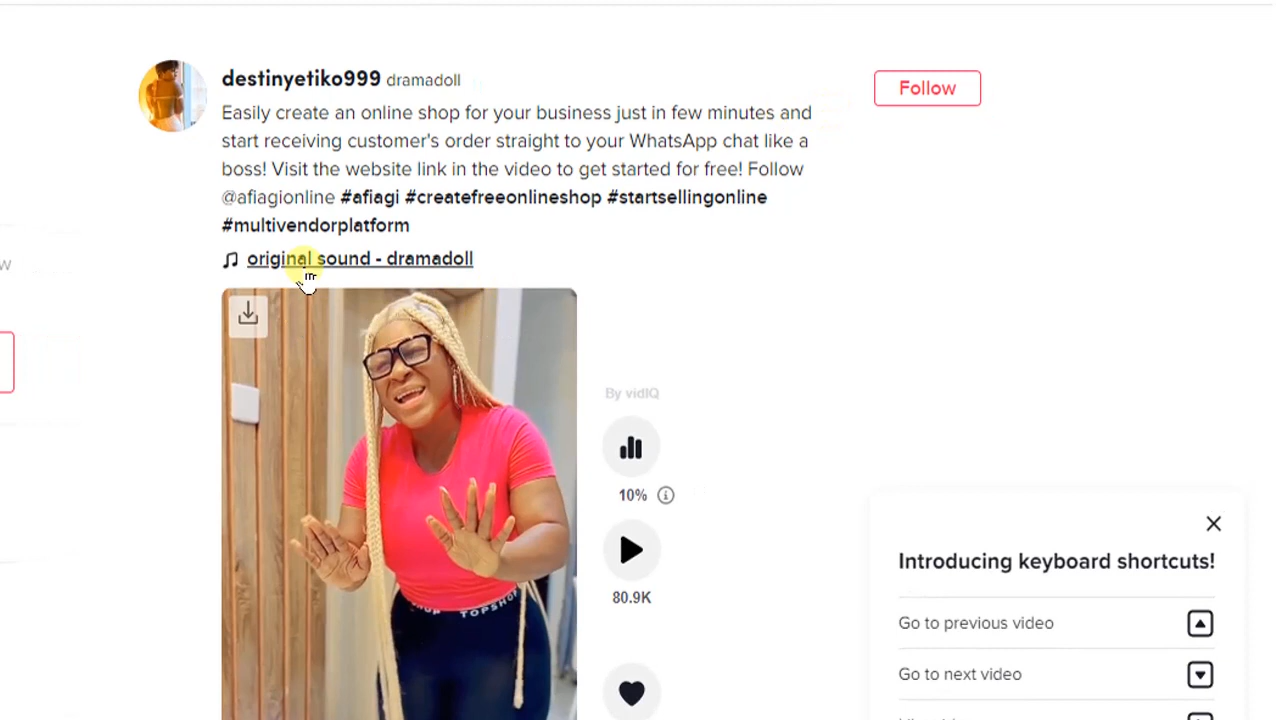 destinyetiko999 dramadoll
Follow
Easily create an online shop for your business just in few minutes and
start receiving customer's order straight to your WhatsApp chat like a
boss! Visit the website link in the video to get started for free! Follow
@afiagionline #afiagi #createfreeonlineshop #startsellingonline
#multivendorplatform
original sound - dramadoll
By vidIQ
10%
80.9K
TOPSHOP
Introducing keyboard shortcuts!
Go to previous video
Go to next video